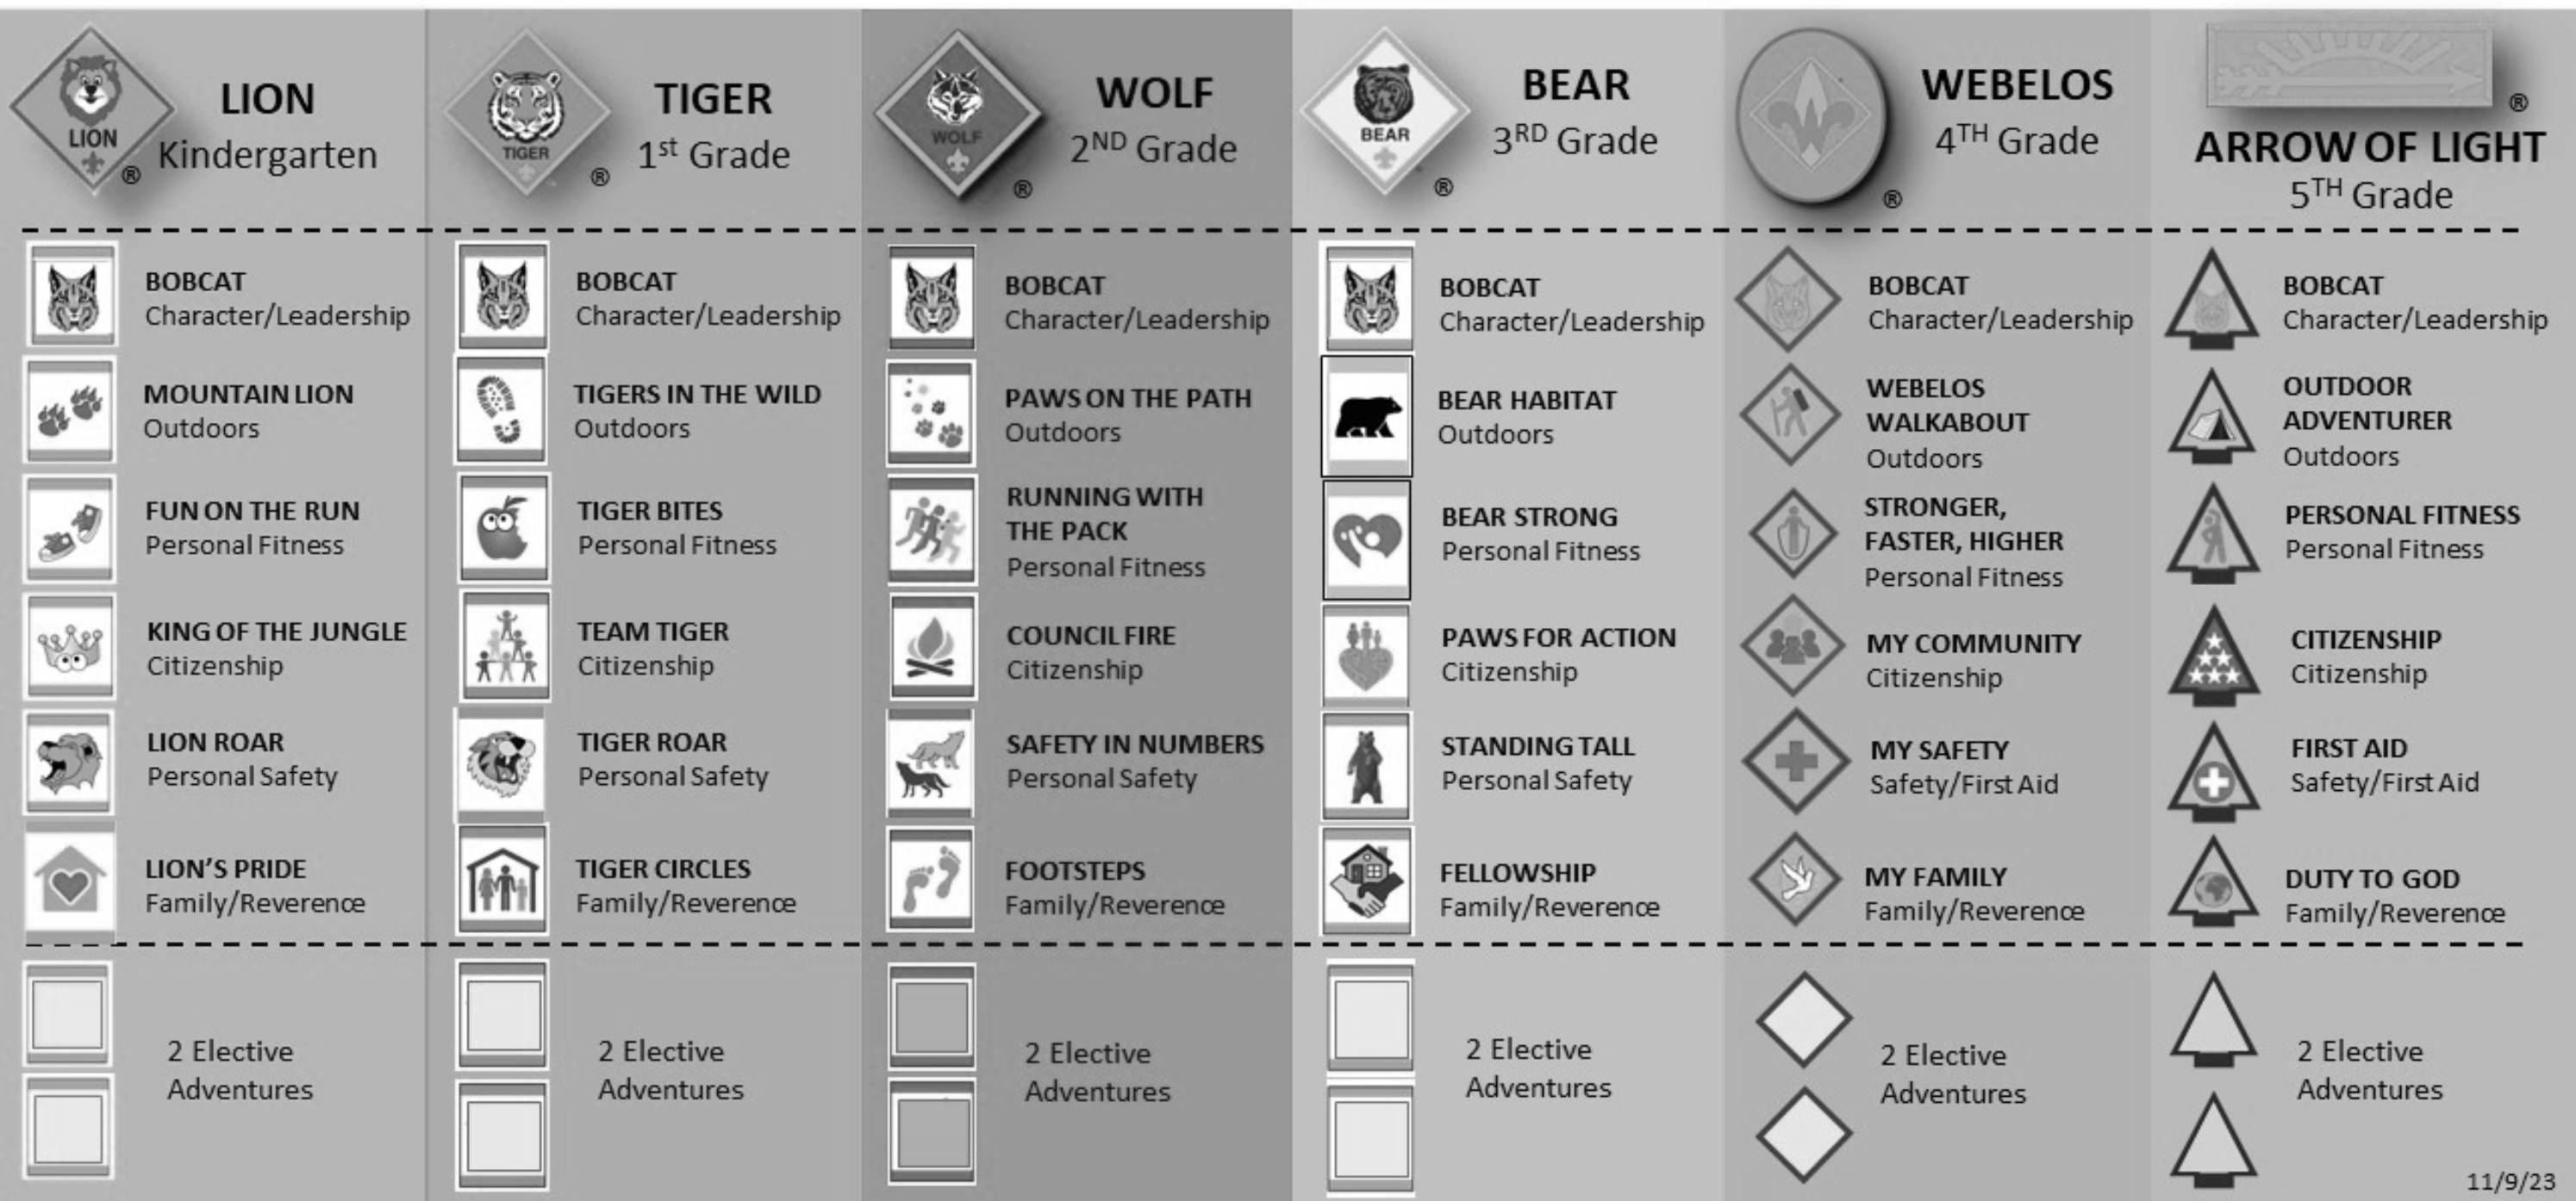 LION
Kindergarten
LION
®
TIGER
1st Grade
TIGER
®
WOLF
2ND Grade
WOLF
®
BEAR
3RD Grade
BEAR
®
WEBELOS
4TH Grade
W
®
®
ARROW OF LIGHT
5TH Grade
BOBCAT
Character/Leadership
MOUNTAIN LION
Outdoors
FUN ON THE RUN
Personal Fitness
KING OF THE JUNGLE
Citizenship
LION ROAR
Personal Safety
LION'S PRIDE
Family/Reverence
2 Elective
Adventures
BOBCAT
Character/Leadership
TIGERS IN THE WILD
Outdoors
TIGER BITES
Personal Fitness
TEAM TIGER
Citizenship
TIGER ROAR
Personal Safety
TIGER CIRCLES
Family/Reverence
2 Elective
Adventures
BOBCAT
Character/Leadership
PAWS ON THE PATH
Outdoors
RUNNING WITH
THE PACK
Personal Fitness
COUNCIL FIRE
Citizenship
SAFETY IN NUMBERS
Personal Safety
FOOTSTEPS
Family/Reverence
2 Elective
Adventures
BOBCAT
Character/Leadership
BEAR HABITAT
Outdoors
BEAR STRONG
Personal Fitness
PAWS FOR ACTION
Citizenship
STANDING TALL
Personal Safety
FELLOWSHIP
Family/Reverence
2 Elective
Adventures
BOBCAT
Character/Leadership
WEBELOS
WALKABOUT
Outdoors
STRONGER,
FASTER, HIGHER
Personal Fitness
MY COMMUNITY
Citizenship
MY SAFETY
Safety/First Aid
MY FAMILY
Family/Reverence
2 Elective
Adventures
BOBCAT
Character/Leadership
OUTDOOR
ADVENTURER
Outdoors
PERSONAL FITNESS
Personal Fitness
CITIZENSHIP
Citizenship
FIRST AID
Safety/First Aid
DUTY TO GOD
Family/Reverence
2 Elective
Adventures
11/9/23